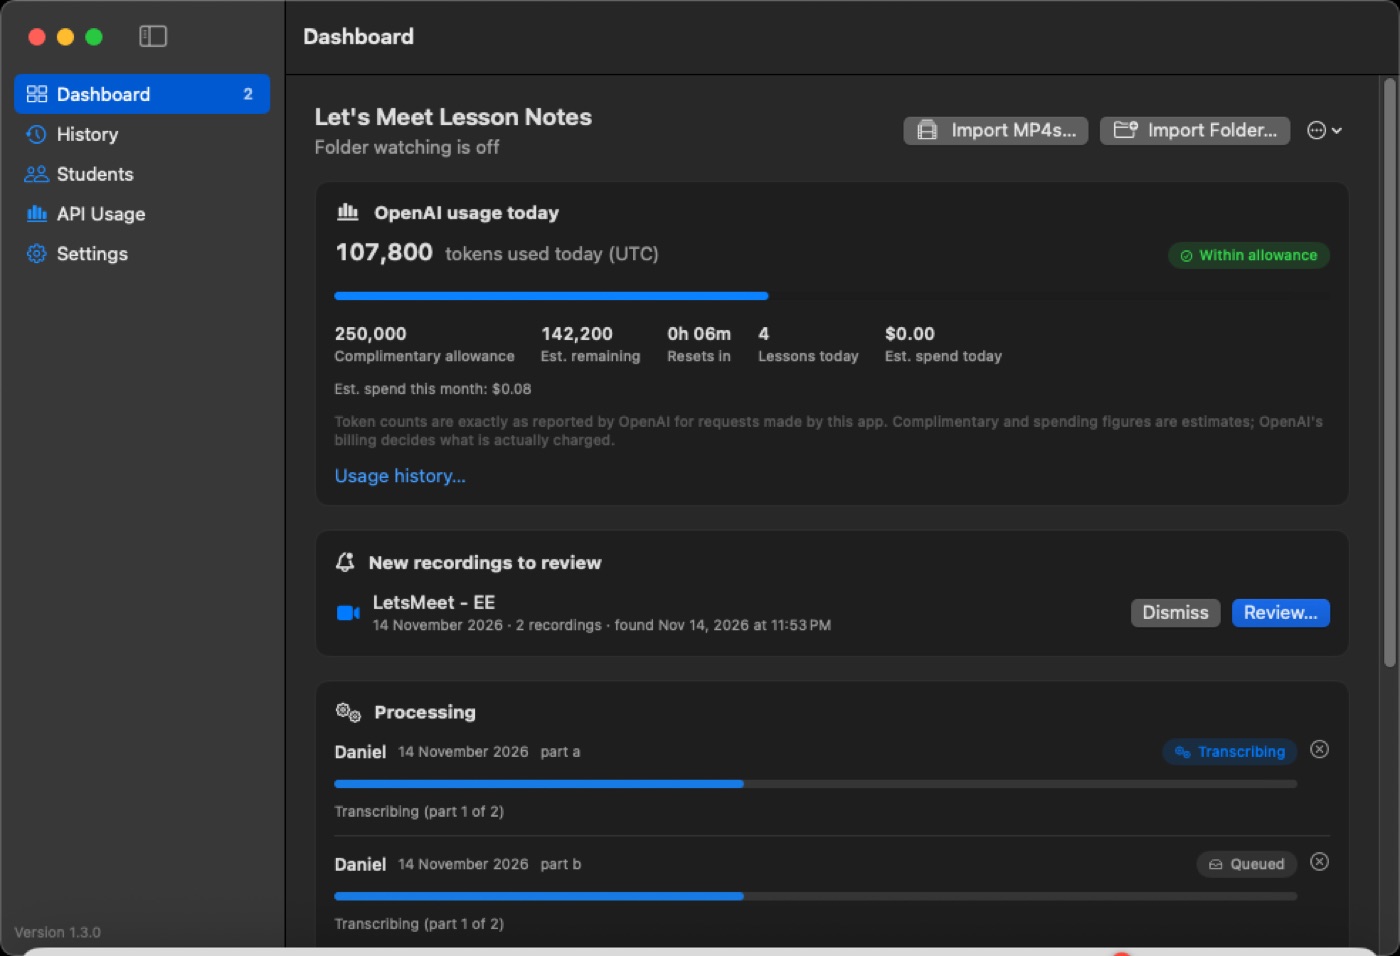 Dashboard
Dashboard 2
History
Students
API Usage
Settings
Version 1.3.0
Let's Meet Lesson Notes
Folder watching is off
Import MP4s...
Import Folder...
OpenAI usage today
107,800 tokens used today (UTC)
Within allowance
250,000 142,200 0h 06m 4 $0.00
Complimentary allowance Est. remaining Resets in Lessons today Est. spend today
Est. spend this month: $0.08
Token counts are exactly as reported by OpenAI for requests made by this app. Complimentary and spending figures are estimates; OpenAI's
billing decides what is actually charged.
Usage history...
New recordings to review
LetsMeet - EE
14 November 2026 · 2 recordings · found Nov 14, 2026 at 11:53 PM
Dismiss
Review...
Processing
Daniel 14 November 2026 part a
Transcribing
Transcribing (part 1 of 2)
Daniel 14 November 2026 part b
Queued
Transcribing (part 1 of 2)